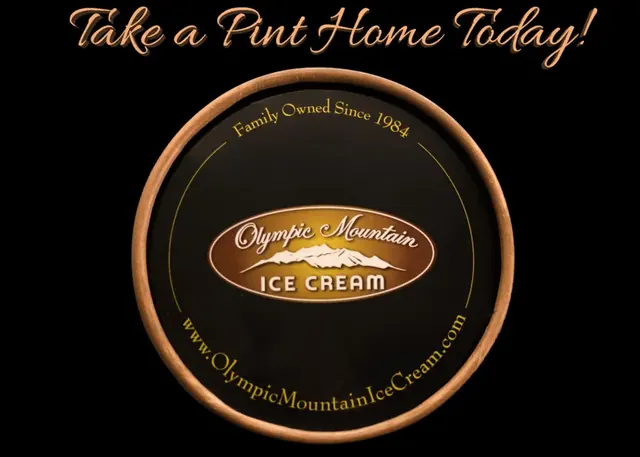 Take a Pint Home Today!
Family Owned Since 1984
Olympic Mountain
ICE CREAM
www.OlympicMountainIceCream.com